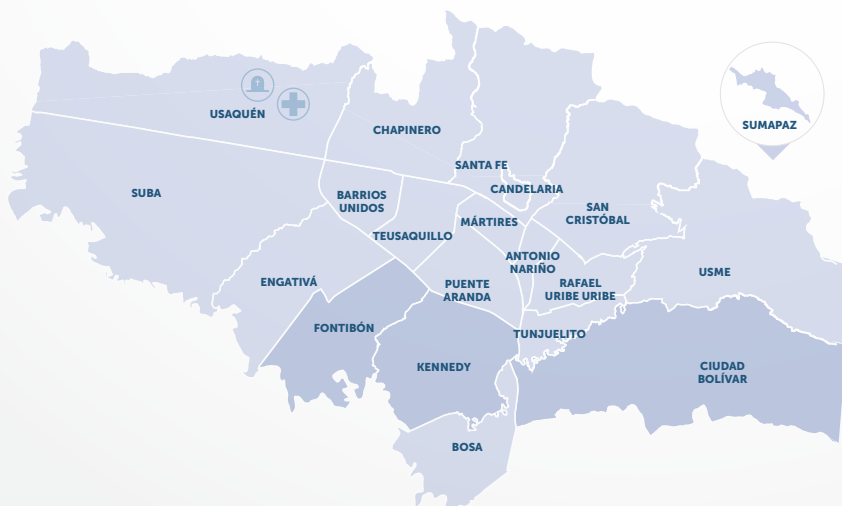 USAQUÉN
SUMAPAZ
CHAPINERO
SANTA FE
CANDELARIA
SUBA
BARRIOS
UNIDOS
SAN
CRISTÓBAL
MÁRTIRES
TEUSAQUILLO
ANTONIO
NARIÑO
USME
ENGATIVÁ
PUENTE
ARANDA
RAFAEL
URIBE URIBE
FONTIBÓN
TUNJUELITO
KENNEDY
CIUDAD
BOLÍVAR
BOSA